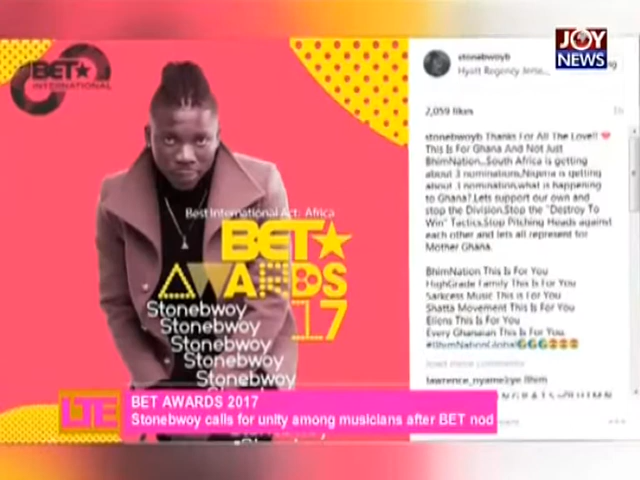 JOY
NEWS
BET★
INTERNATIONAL
stonebwoyb
Hyatt Regency Jerse...
2,059 likes
stonebwoyb Thanks For All The Love!! ❤
This Is For Ghana And Not Just
BhimNation...South Africa is getting
about 3 nominations,Nigeria is getting
about 3 nomination,what is happening
to Ghana?.Lets support our own and
stop the Division.Stop the "Destroy To
Win" Tactics.Stop Pitching Heads against
each other and lets all represent for
Mother Ghana.
BhimNation This Is For You
HighGrade Family This Is For You
Sarkcess Music This is For You
Shatta Movement This Is For You
This Is For You
Every Ghanaian This Is For You.
#BhimNationGlobal
load more comments
Best International Act: Africa
BET★
AWARDS
17
Stonebwoy
Stonebwoy
Stonebwoy
Stonebwoy
Stonebwoy
LTE
BET AWARDS 2017
Stonebwoy calls for unity among musicians after BET nod